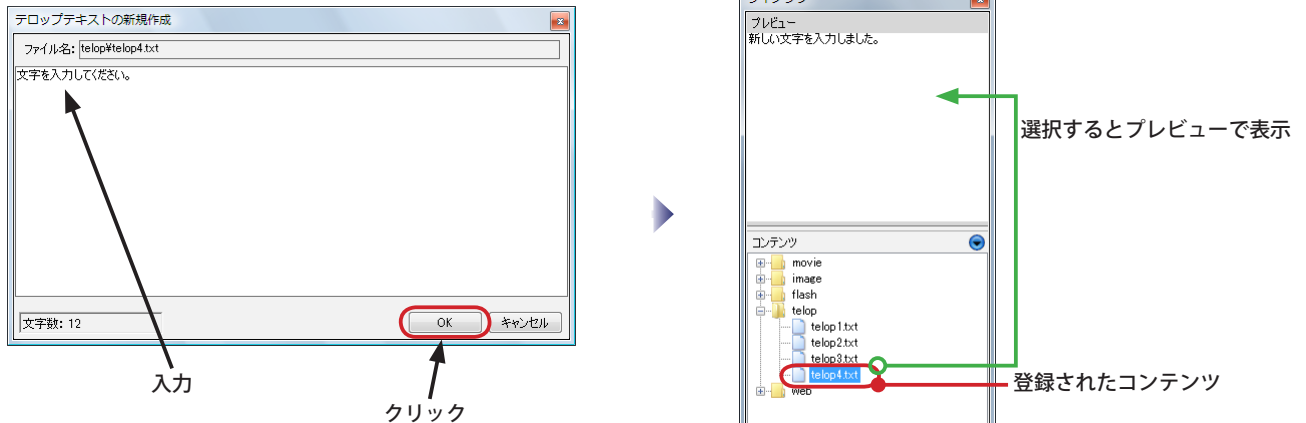 テロップテキストの新規作成
ファイル名: telop¥telop4.txt
文字を入力してください。
文字数: 12
OK
キャンセル
入力
クリック
プレビュー
新しい文字を入力しました。
選択するとプレビューで表示
コンテンツ
movie
image
flash
telop
telop1.txt
telop2.txt
telop3.txt
telop4.txt
web
登録されたコンテンツ